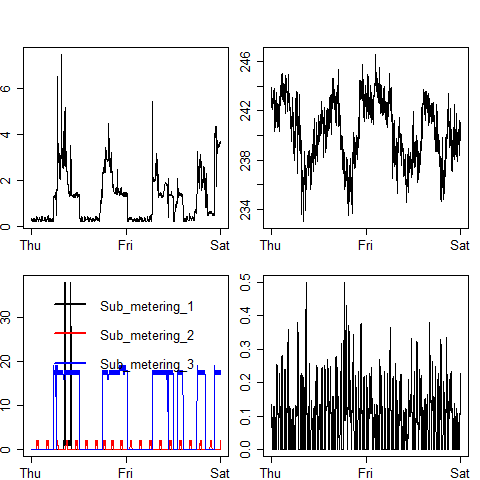 6
4
2
0
Thu Fri Sat
246
242
238
234
Thu Fri Sat
30
20
10
0
Sub_metering_1
Sub_metering_2
Sub_metering_3
Thu Fri Sat
0.5
0.4
0.3
0.2
0.1
0.0
Thu Fri Sat